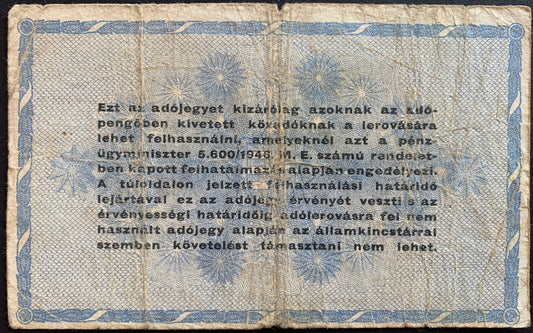 Ezt az adójegyet kizárólag azoknak az adó-
pengőben kivetett közadóknak a lerovására
lehet felhasználni, amelyeknél azt a pénz-
ügyminiszter 5.600/1946. M. E. számú rendelet-
ben kapott felhatalmazás alapján engedélyezi.
A túloldalon jelzett felhasználási határidő
lejártával ez az adójegy érvényét veszti s az
érvényességi határidőig adólerovásra fel nem
használt adójegy alapján az államkincstárral
szemben követelést támasztani nem lehet.